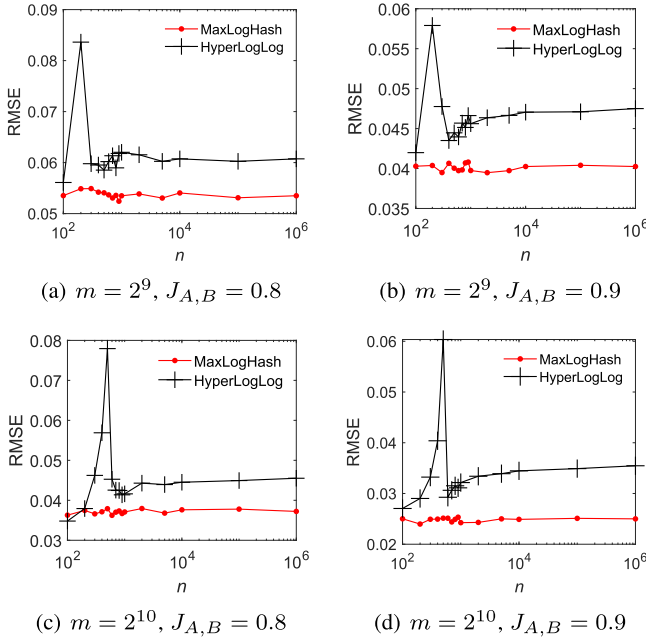 0.09
0.08
0.07
0.06
0.05
RMSE
MaxLogHash
HyperLogLog
10^2 10^4 10^6
n
(a) m = 2^9, J_{A,B} = 0.8
0.06
0.055
0.05
0.045
0.04
0.035
RMSE
MaxLogHash
HyperLogLog
10^2 10^4 10^6
n
(b) m = 2^9, J_{A,B} = 0.9
0.08
0.07
0.06
0.05
0.04
0.03
RMSE
MaxLogHash
HyperLogLog
10^2 10^4 10^6
n
(c) m = 2^{10}, J_{A,B} = 0.8
0.06
0.05
0.04
0.03
0.02
RMSE
MaxLogHash
HyperLogLog
10^2 10^4 10^6
n
(d) m = 2^{10}, J_{A,B} = 0.9